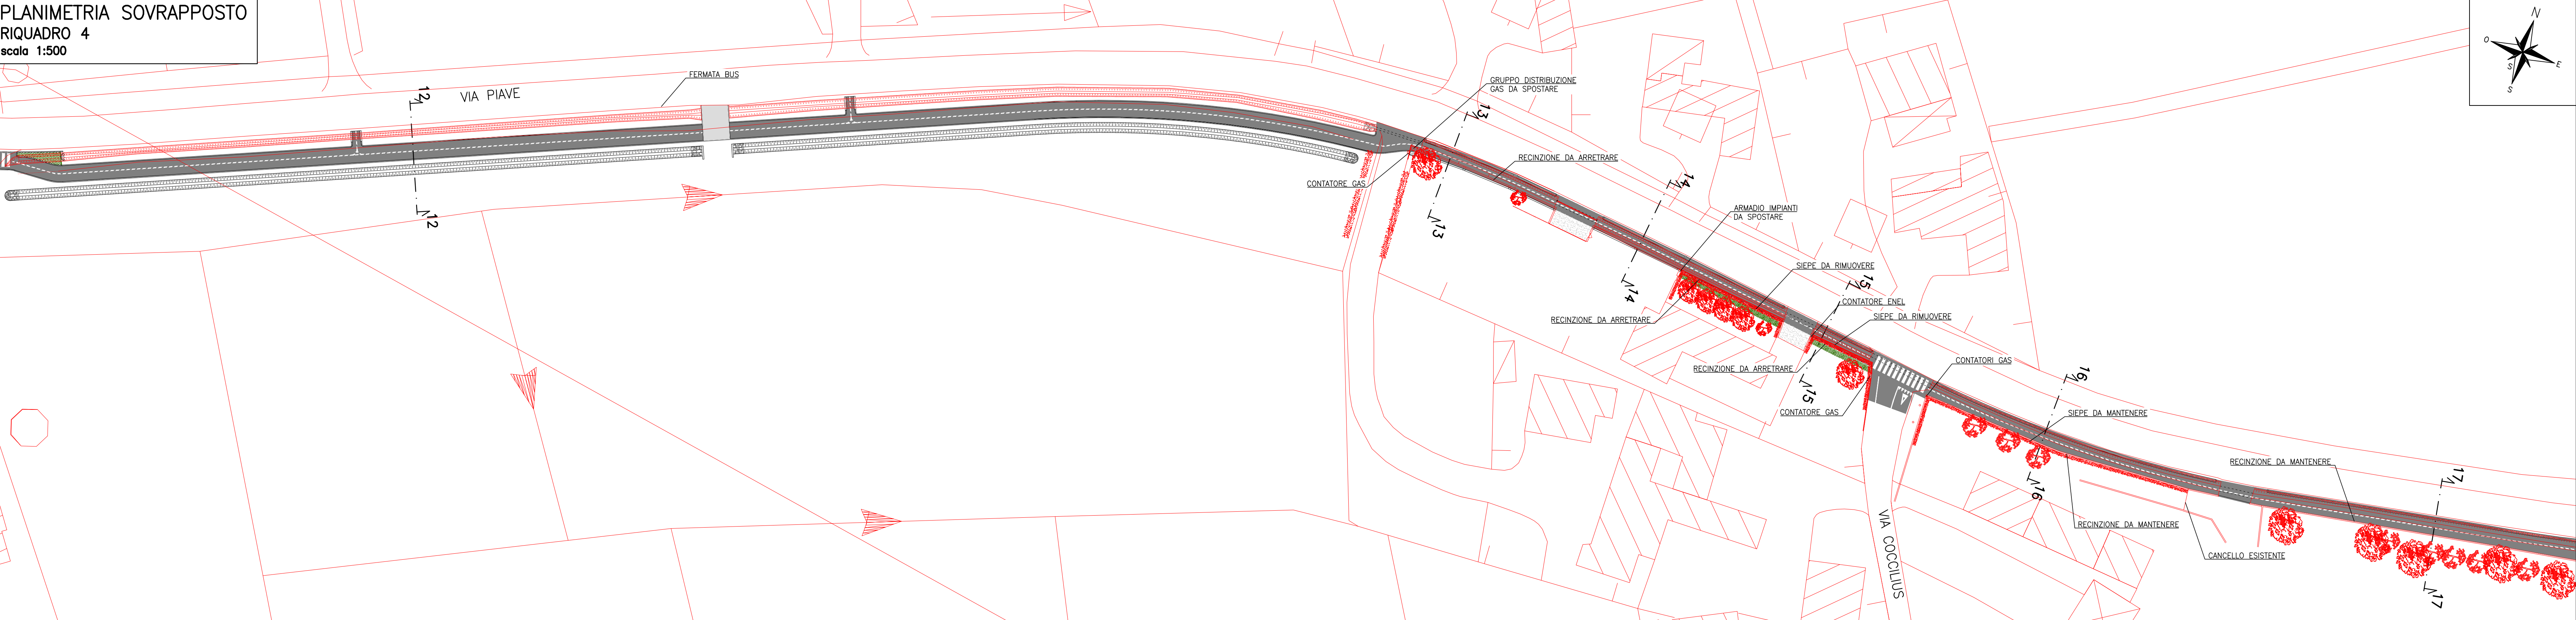 PLANIMETRIA SOVRAPPOSTO
RIQUADRO 4
scala 1:500
N
O
E
S
S
12
VIA PIAVE
FERMATA BUS
12
GRUPPO DISTRIBUZIONE
GAS DA SPOSTARE
13
RECINZIONE DA ARRETRARE
CONTATORE GAS
13
14
ARMADIO IMPIANTI
DA SPOSTARE
14
SIEPE DA RIMUOVERE
15
CONTATORE ENEL
SIEPE DA RIMUOVERE
RECINZIONE DA ARRETRARE
RECINZIONE DA ARRETRARE
15
CONTATORE GAS
CONTATORI GAS
16
SIEPE DA MANTENERE
16
RECINZIONE DA MANTENERE
17
RECINZIONE DA MANTENERE
CANCELLO ESISTENTE
17
VIA COCCILIUS